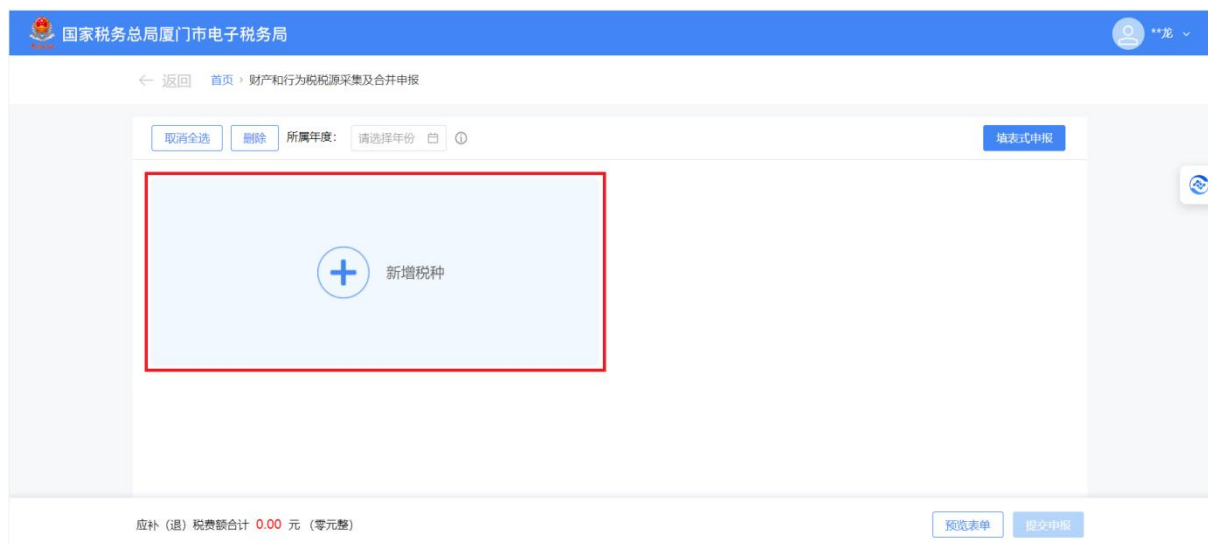 国家税务总局厦门市电子税务局
**龙
返回 首页 财产和行为税税源采集及合并申报
取消全选 删除 所属年度： 请选择年份 填表式申报
新增税种
应补（退）税费额合计 0.00 元 （零元整） 预览表单 提交申报